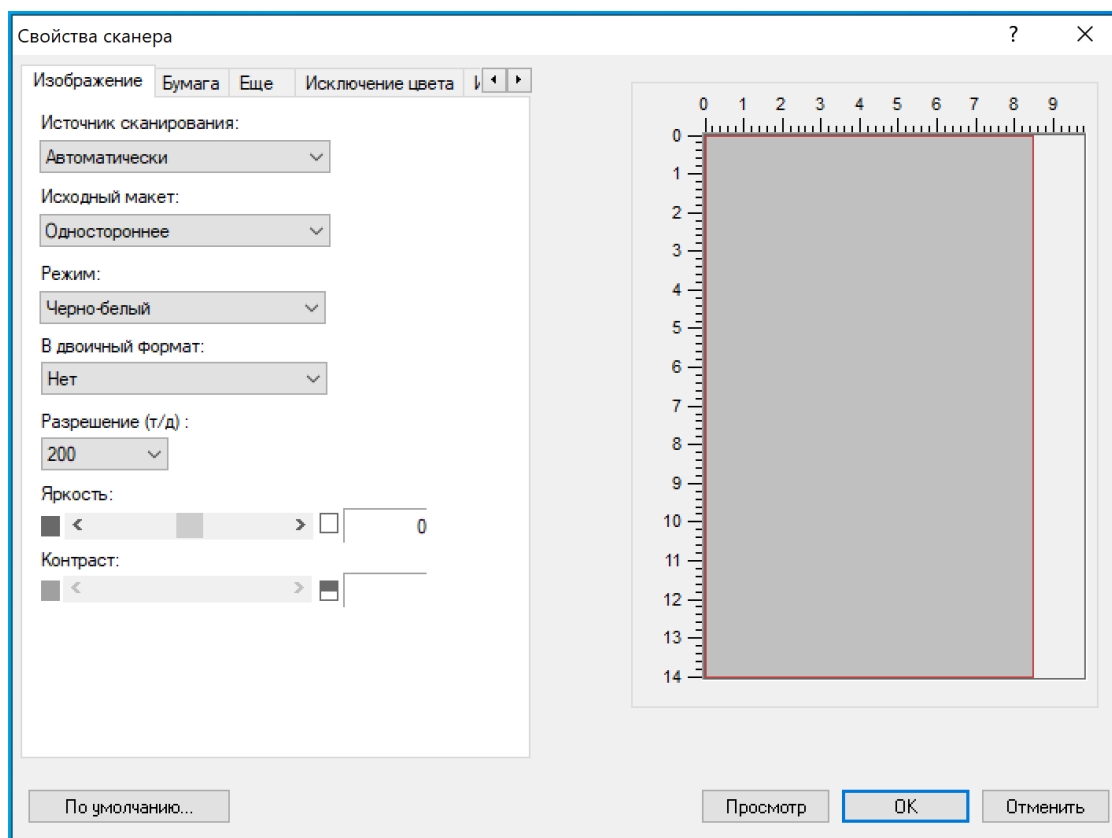 Свойства сканера
?
Изображение Бумага Еще Исключение цвета
Источник сканирования:
Автоматически
Исходный макет:
Одностороннее
Режим:
Черно-белый
В двоичный формат:
Нет
Разрешение (т/д) :
200
Яркость:
0
Контраст:
0 1 2 3 4 5 6 7 8 9
0
1
2
3
4
5
6
7
8
9
10
11
12
13
14
По умолчанию...
Просмотр OK Отменить